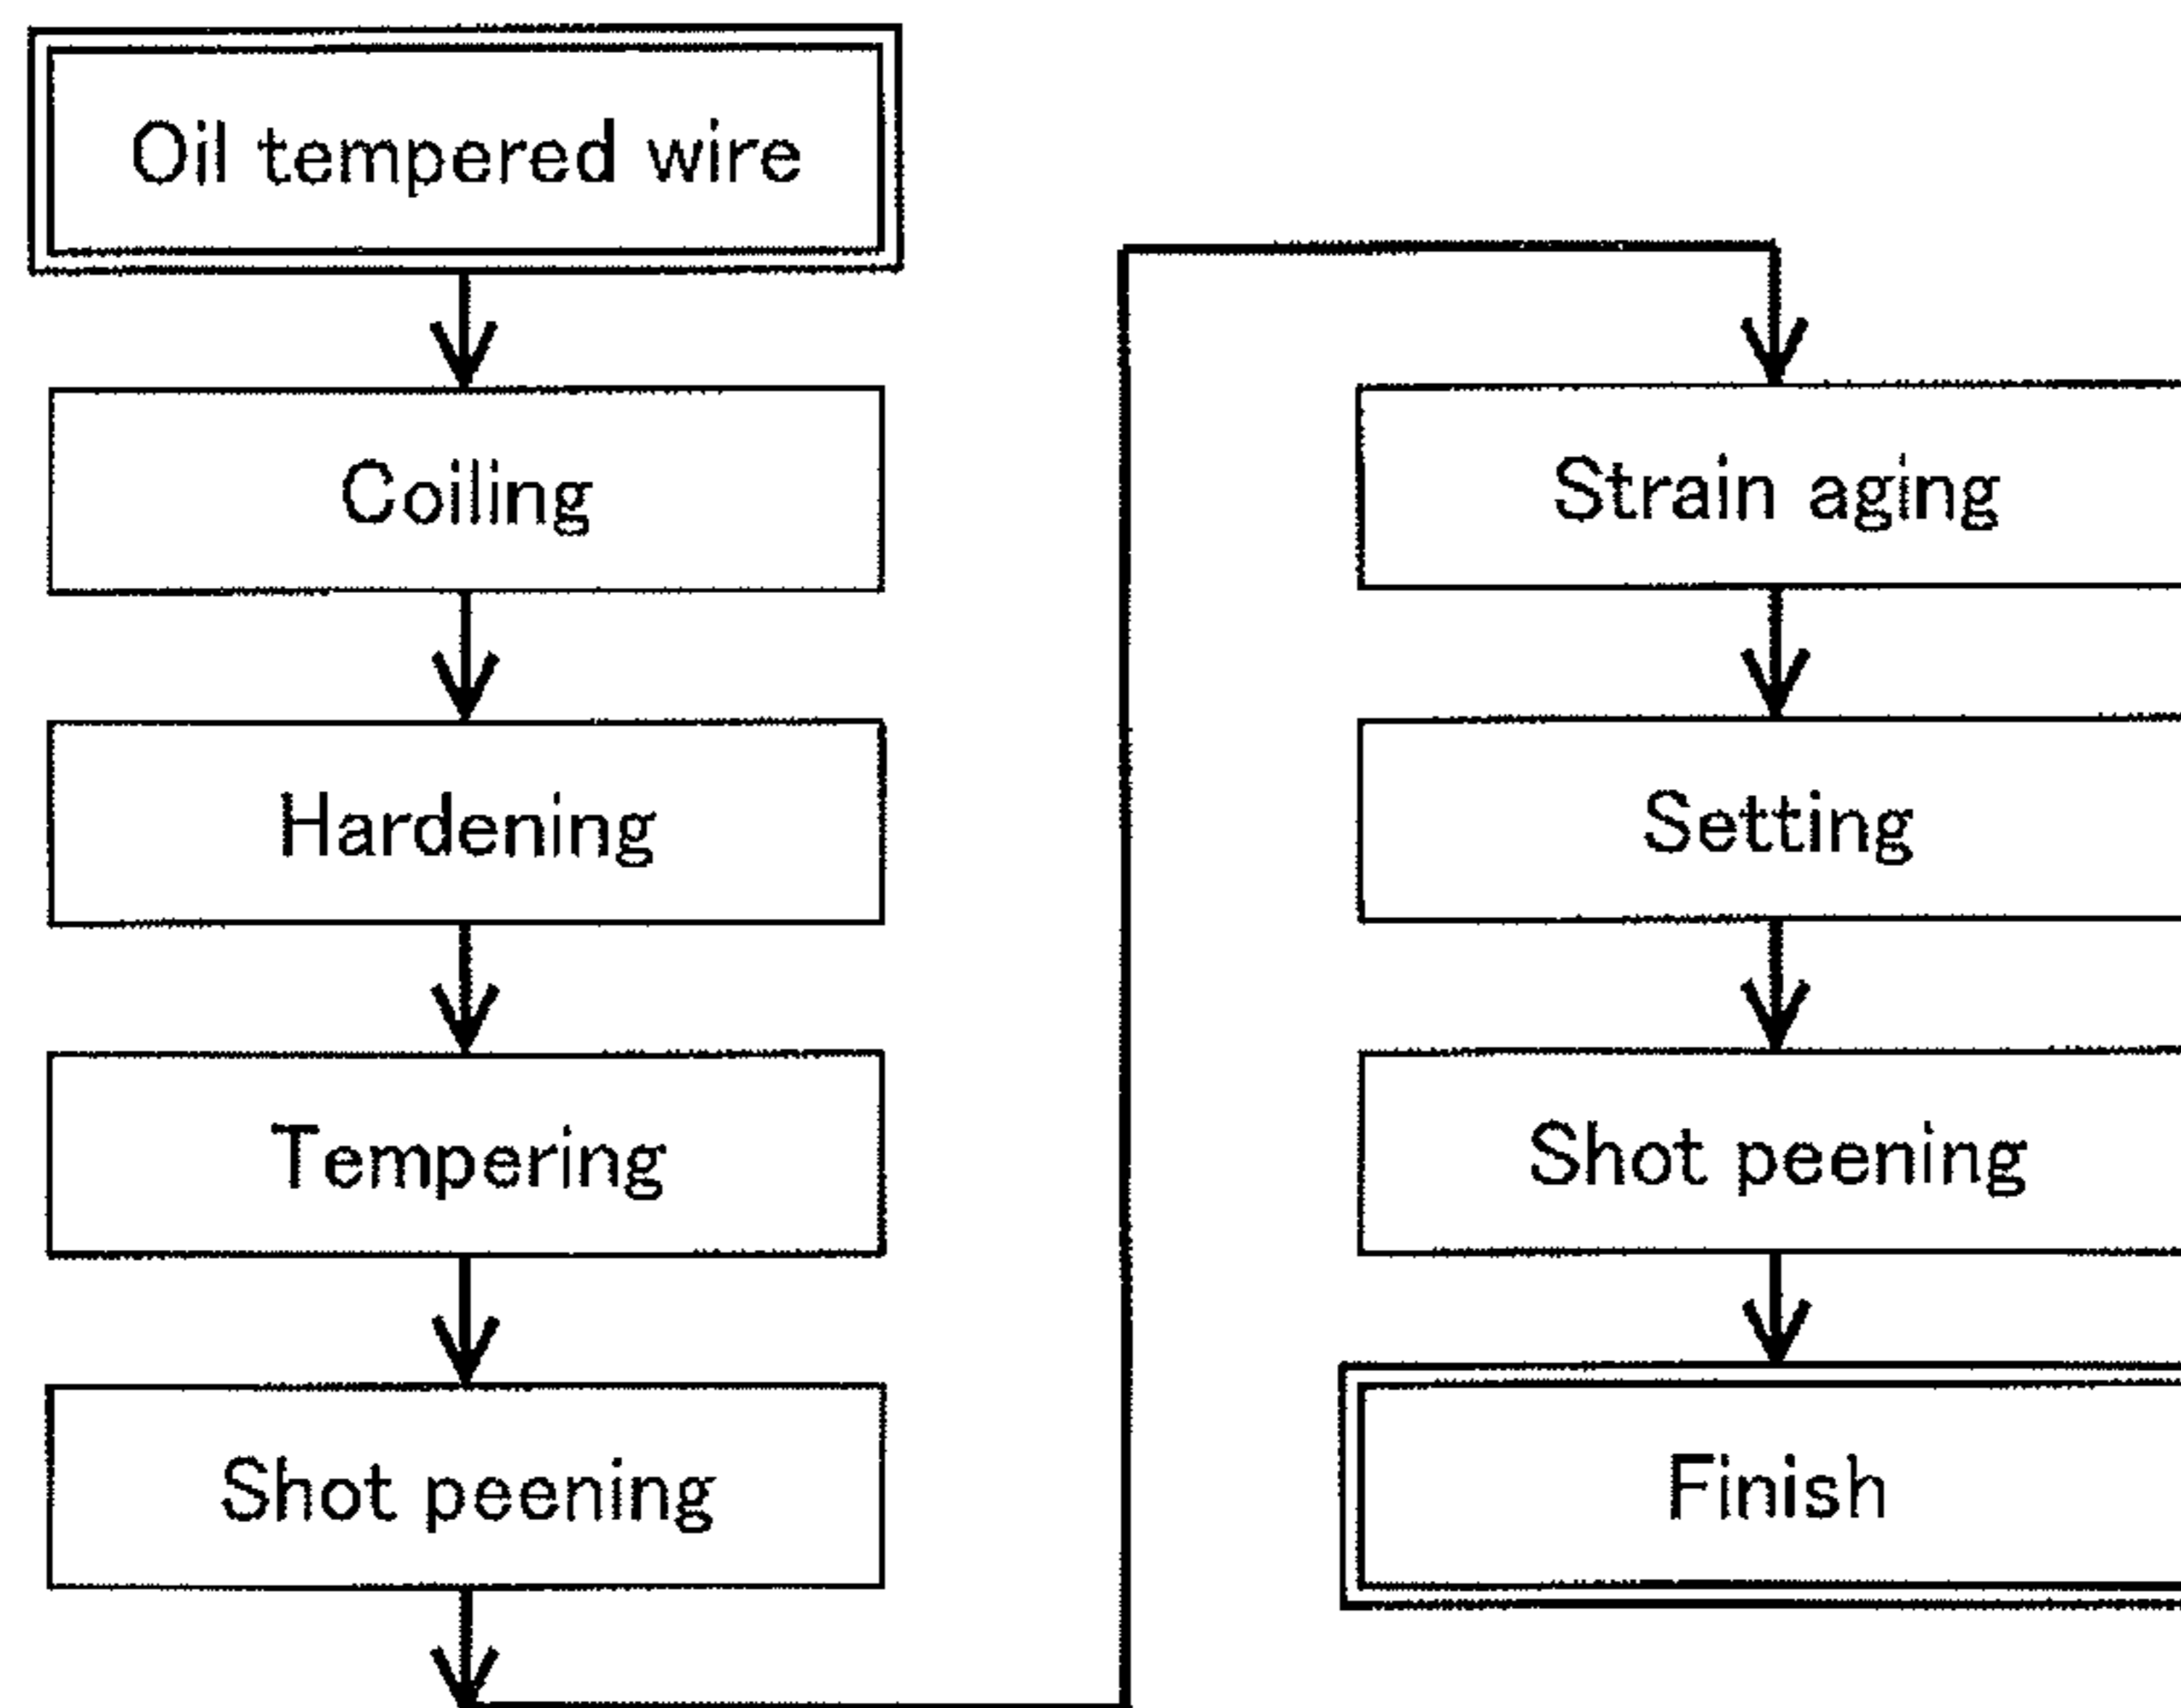 Oil tempered wire
Coiling
Hardening
Tempering
Shot peening
Strain aging
Setting
Shot peening
Finish